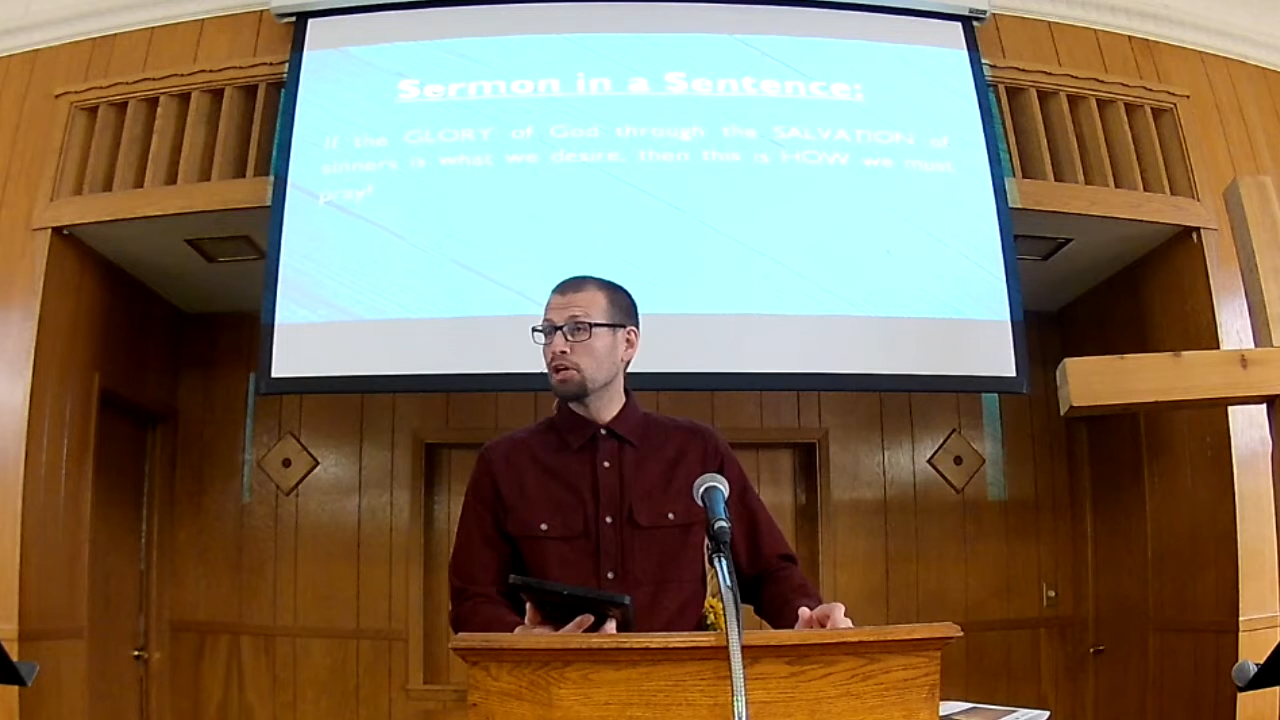 Sermon in a Sentence:
If the GLORY of God through the SALVATION of
sinners is what we desire, then this is HOW we must
pray!